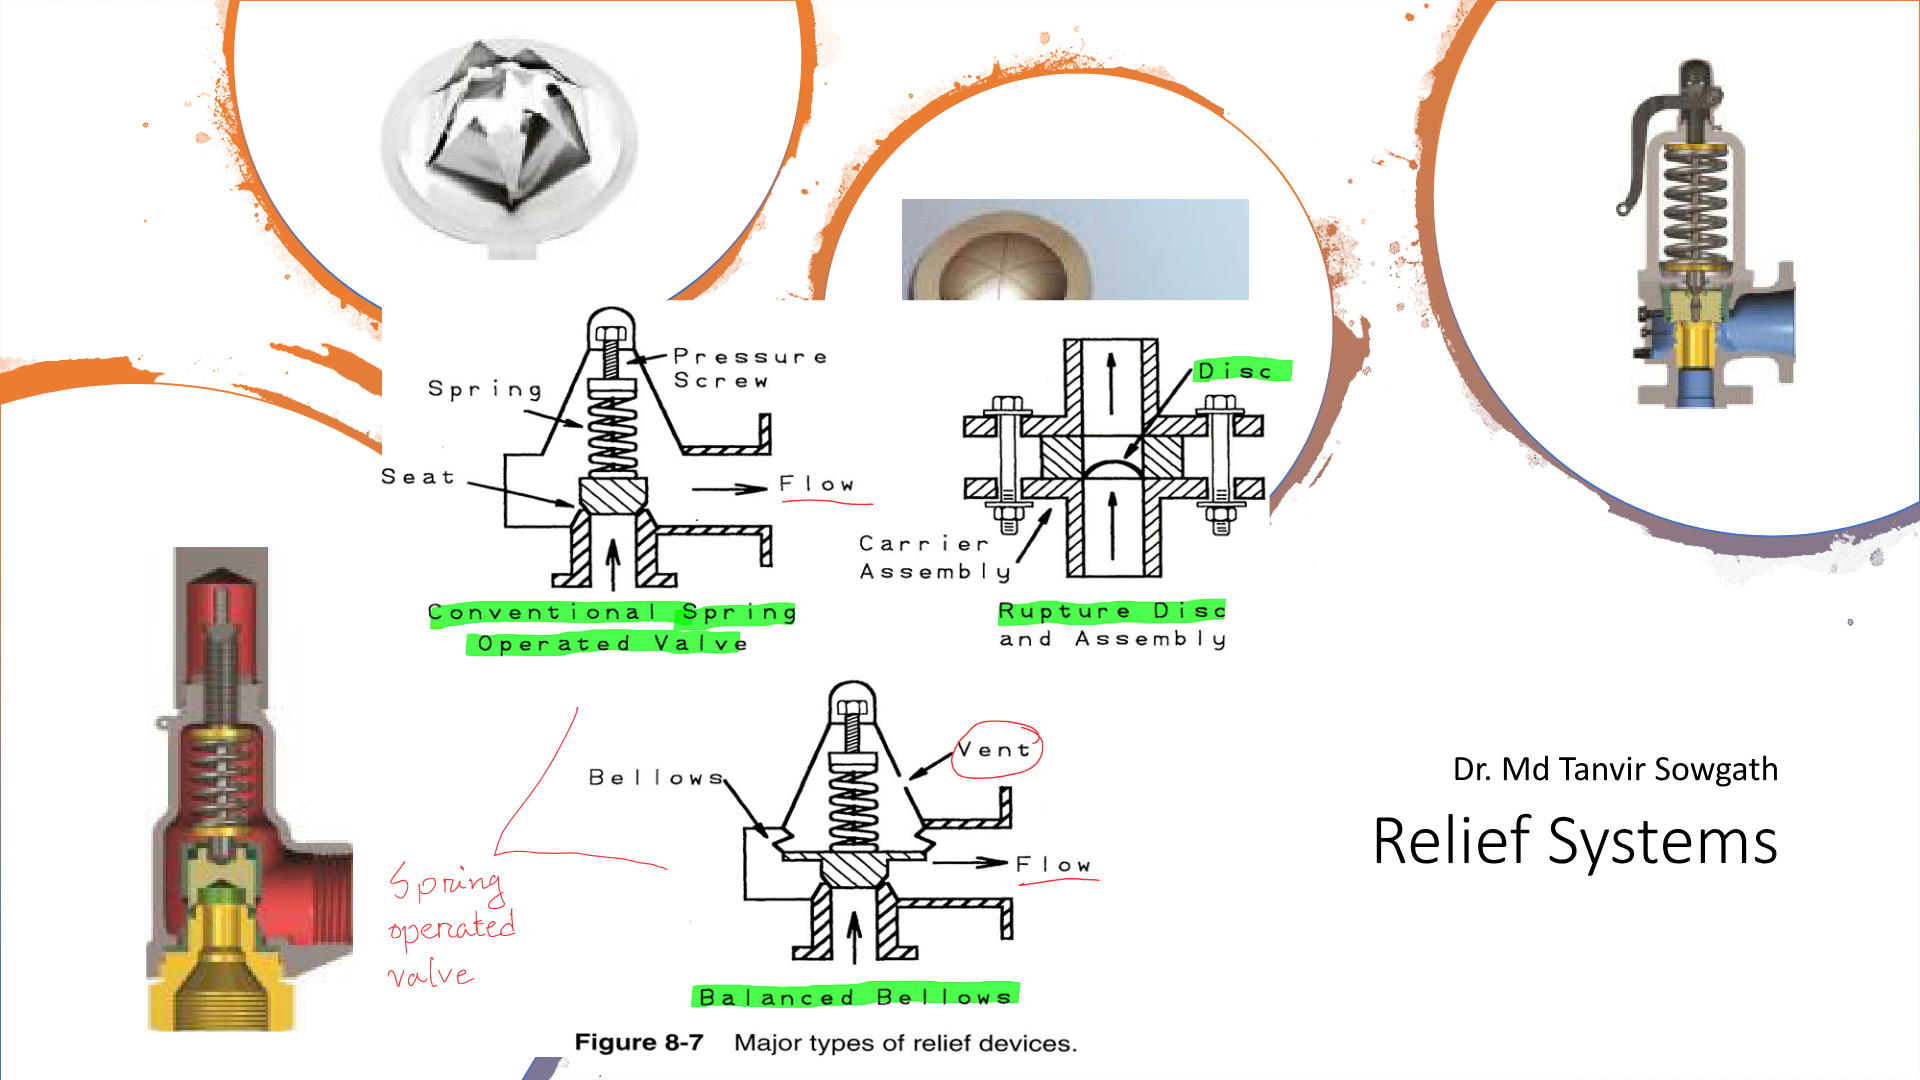 Pressure
Screw
Spring
Seat
Flow
Conventional Spring
Operated Valve
Disc
Carrier
Assembly
Rupture Disc
and Assembly
Vent
Bellows
Flow
Balanced Bellows
Figure 8-7 Major types of relief devices.
Spring
operated
valve
Dr. Md Tanvir Sowgath
Relief Systems